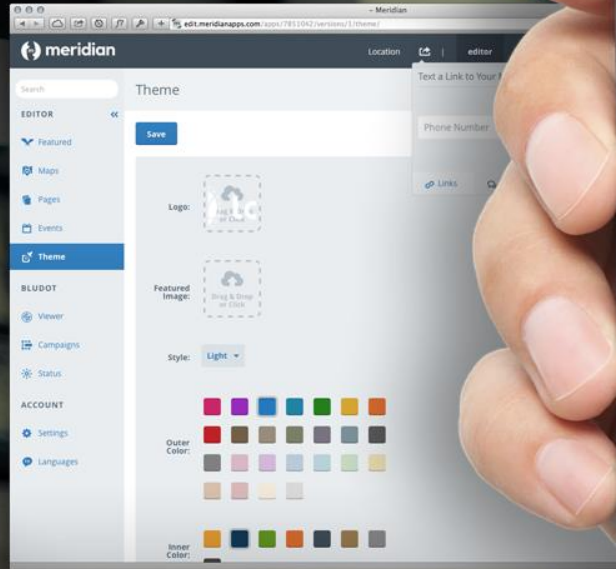 – Meridian
edit.meridianapps.com/apps/7851042/versions/1/theme/
meridian
Location
editor
Text a Link to Your
Search
Theme
EDITOR
Phone Number
Save
Featured
Maps
Links
Pages
Logo:
or Click
Events
Theme
BLUDOT
Featured
Image:
Drag & Drop
or Click
Viewer
Campaigns
Style:
Light
Status
ACCOUNT
Settings
Outer
Color:
Languages
Inner
Color: